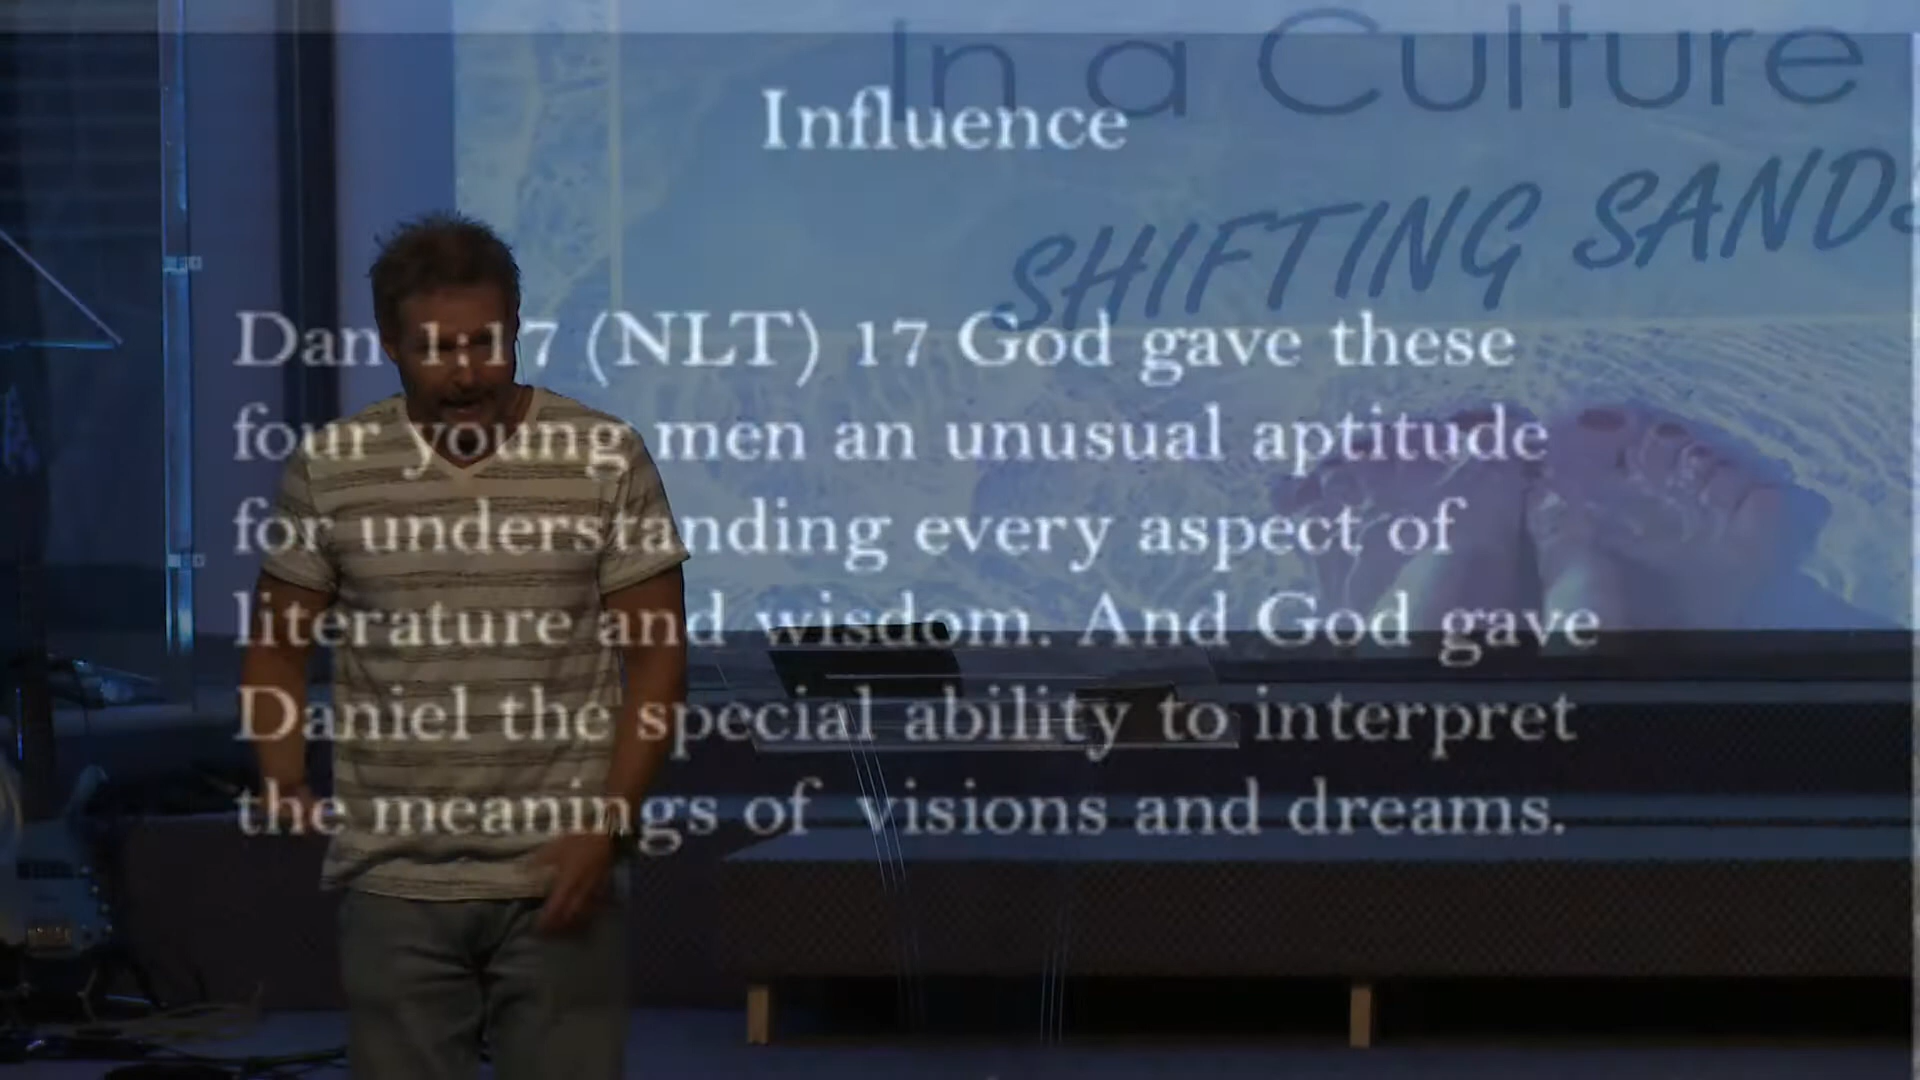 In a Culture
SHIFTING SANDS
Influence
Dan 1:17 (NLT) 17 God gave these
four young men an unusual aptitude
for understanding every aspect of
literature and wisdom. And God gave
Daniel the special ability to interpret
the meanings of visions and dreams.